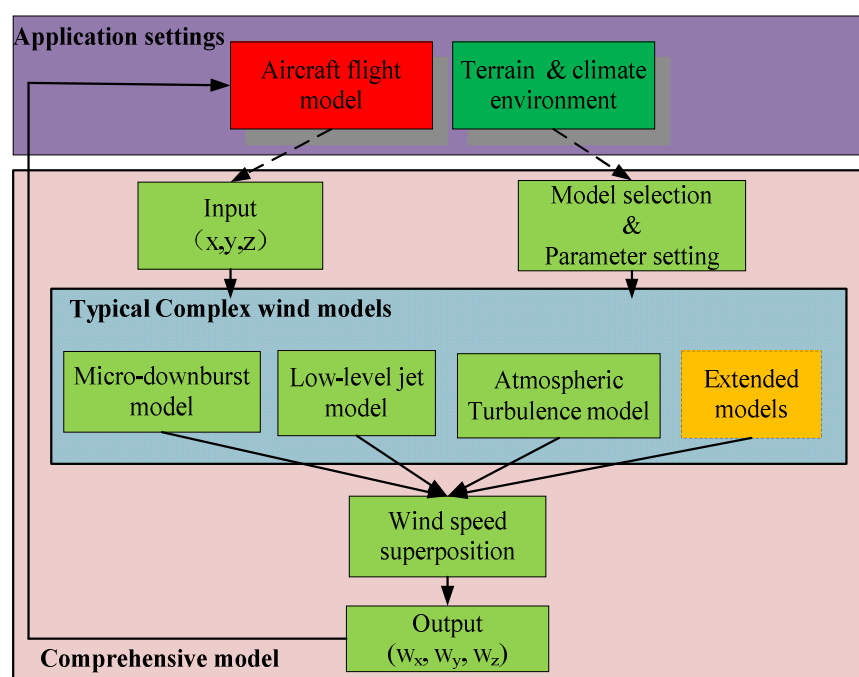 Application settings
Aircraft flight
model
Terrain & climate
environment
Input
(x,y,z)
Model selection
&
Parameter setting
Typical Complex wind models
Micro-downburst
model
Low-level jet
model
Atmospheric
Turbulence model
Extended
models
Wind speed
superposition
Output
(wx, wy, wz)
Comprehensive model